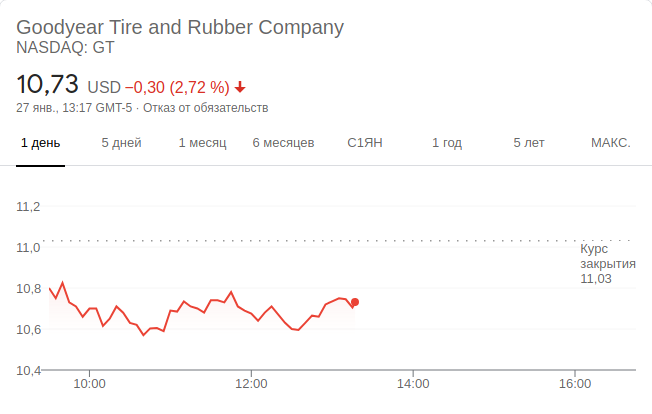 Goodyear Tire and Rubber Company
NASDAQ: GT
10,73 USD −0,30 (2,72 %)
27 янв., 13:17 GMT-5 · Отказ от обязательств
1 день 5 дней 1 месяц 6 месяцев С1ЯН 1 год 5 лет МАКС.
11,2
11,0
Курс
закрытия
11,03
10,8
10,6
10,4
10:00 12:00 14:00 16:00